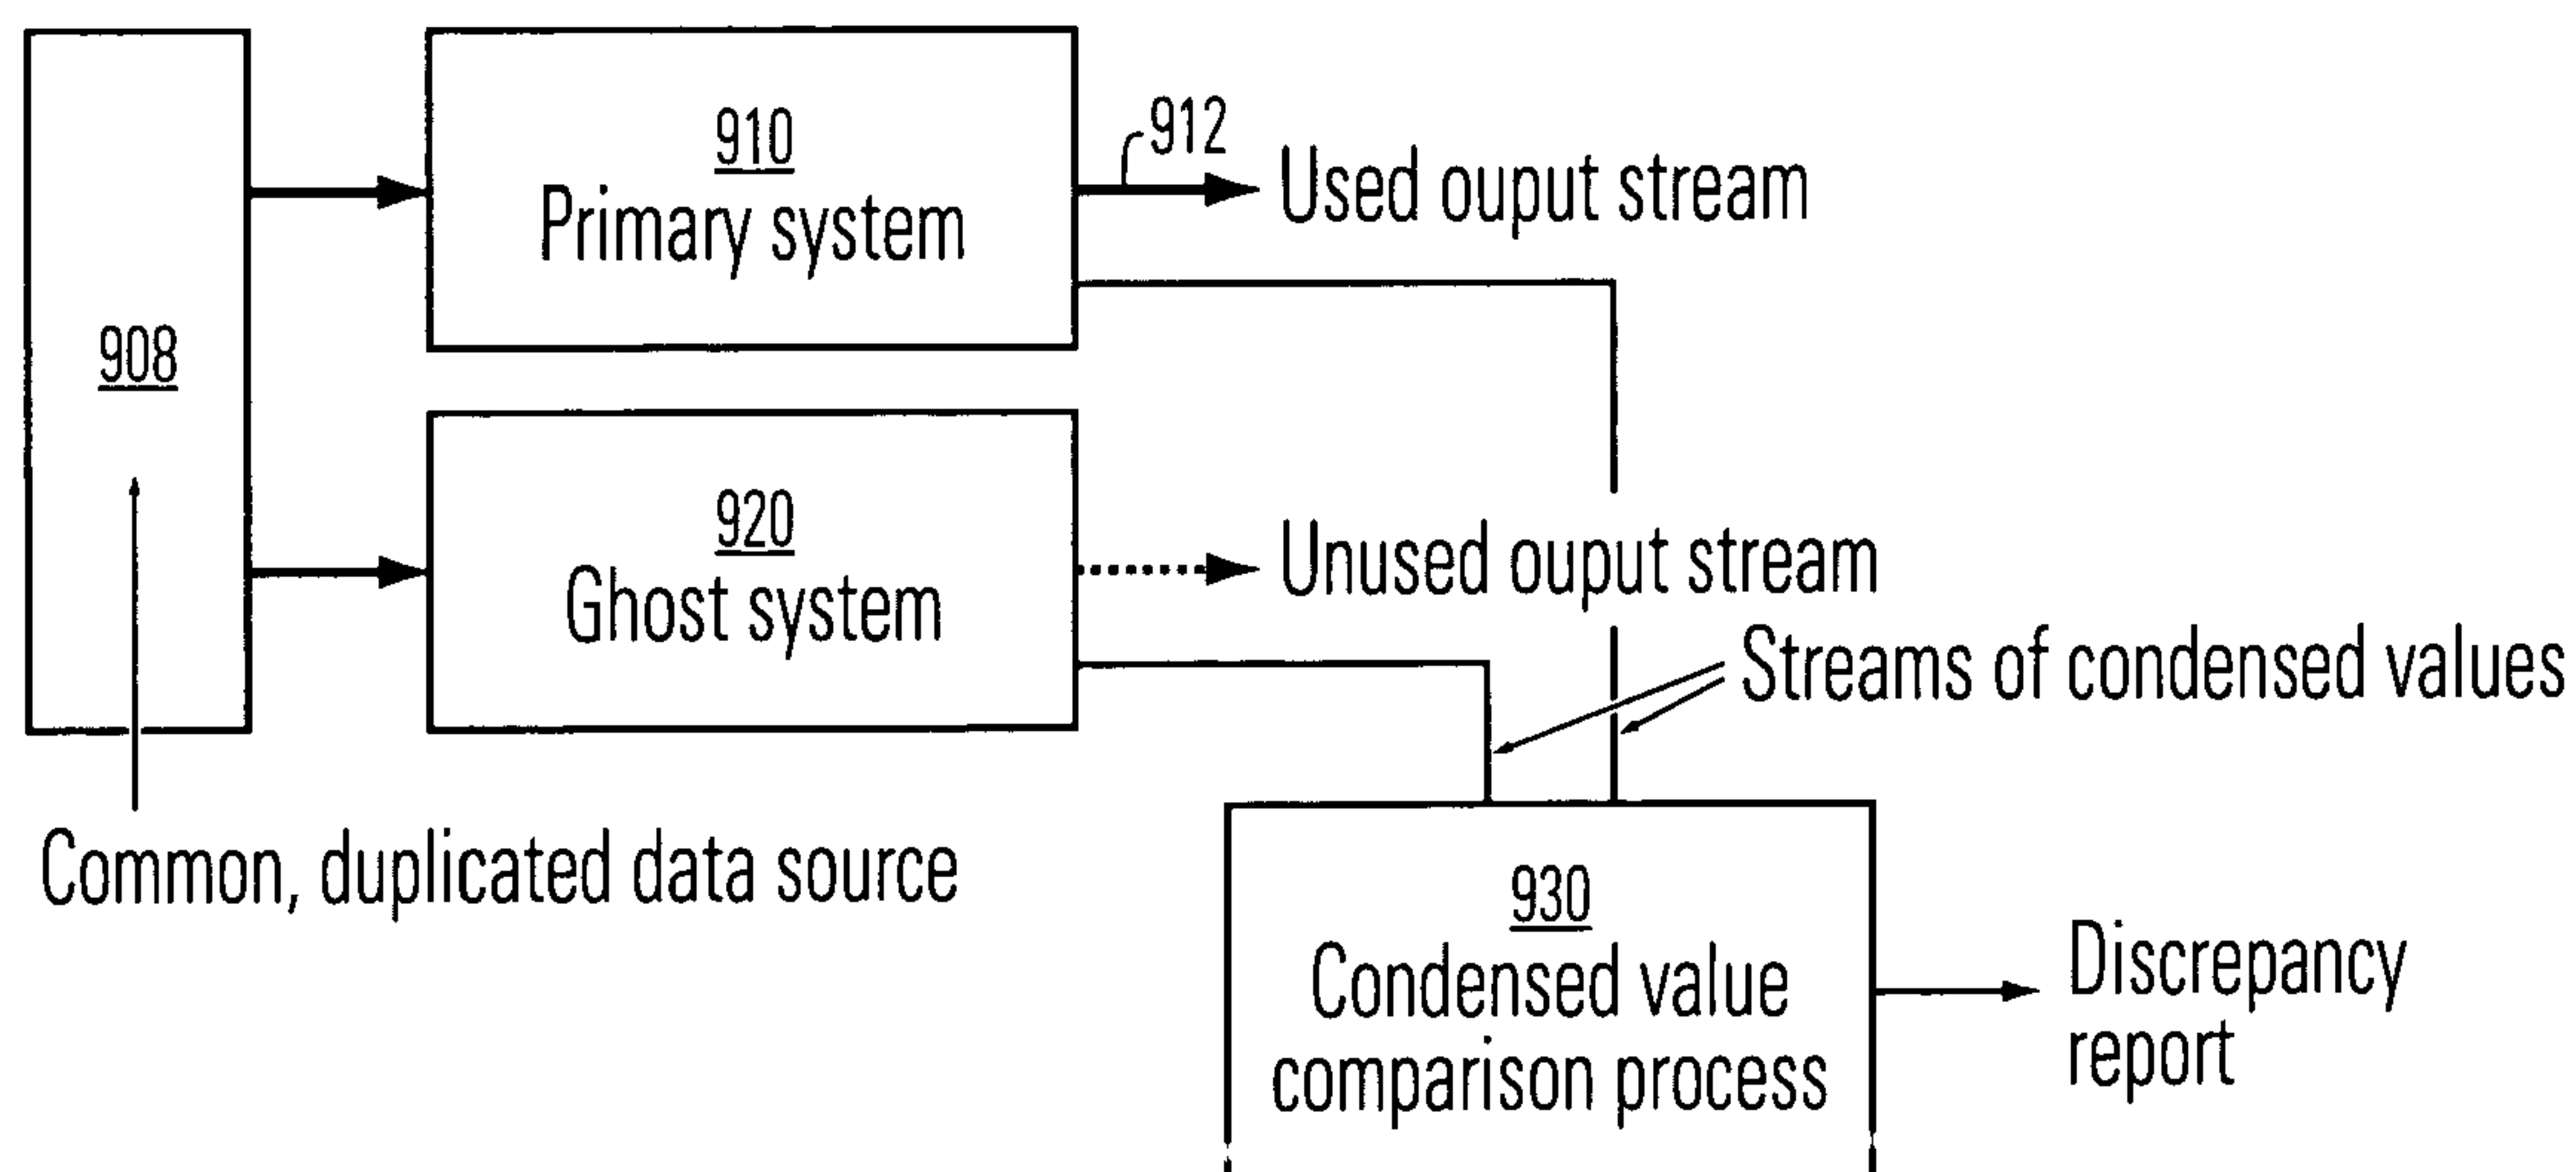 908
910
Primary system
912
Used ouput stream
920
Ghost system
Unused ouput stream
Streams of condensed values
Common, duplicated data source
930
Condensed value
comparison process
Discrepancy
report